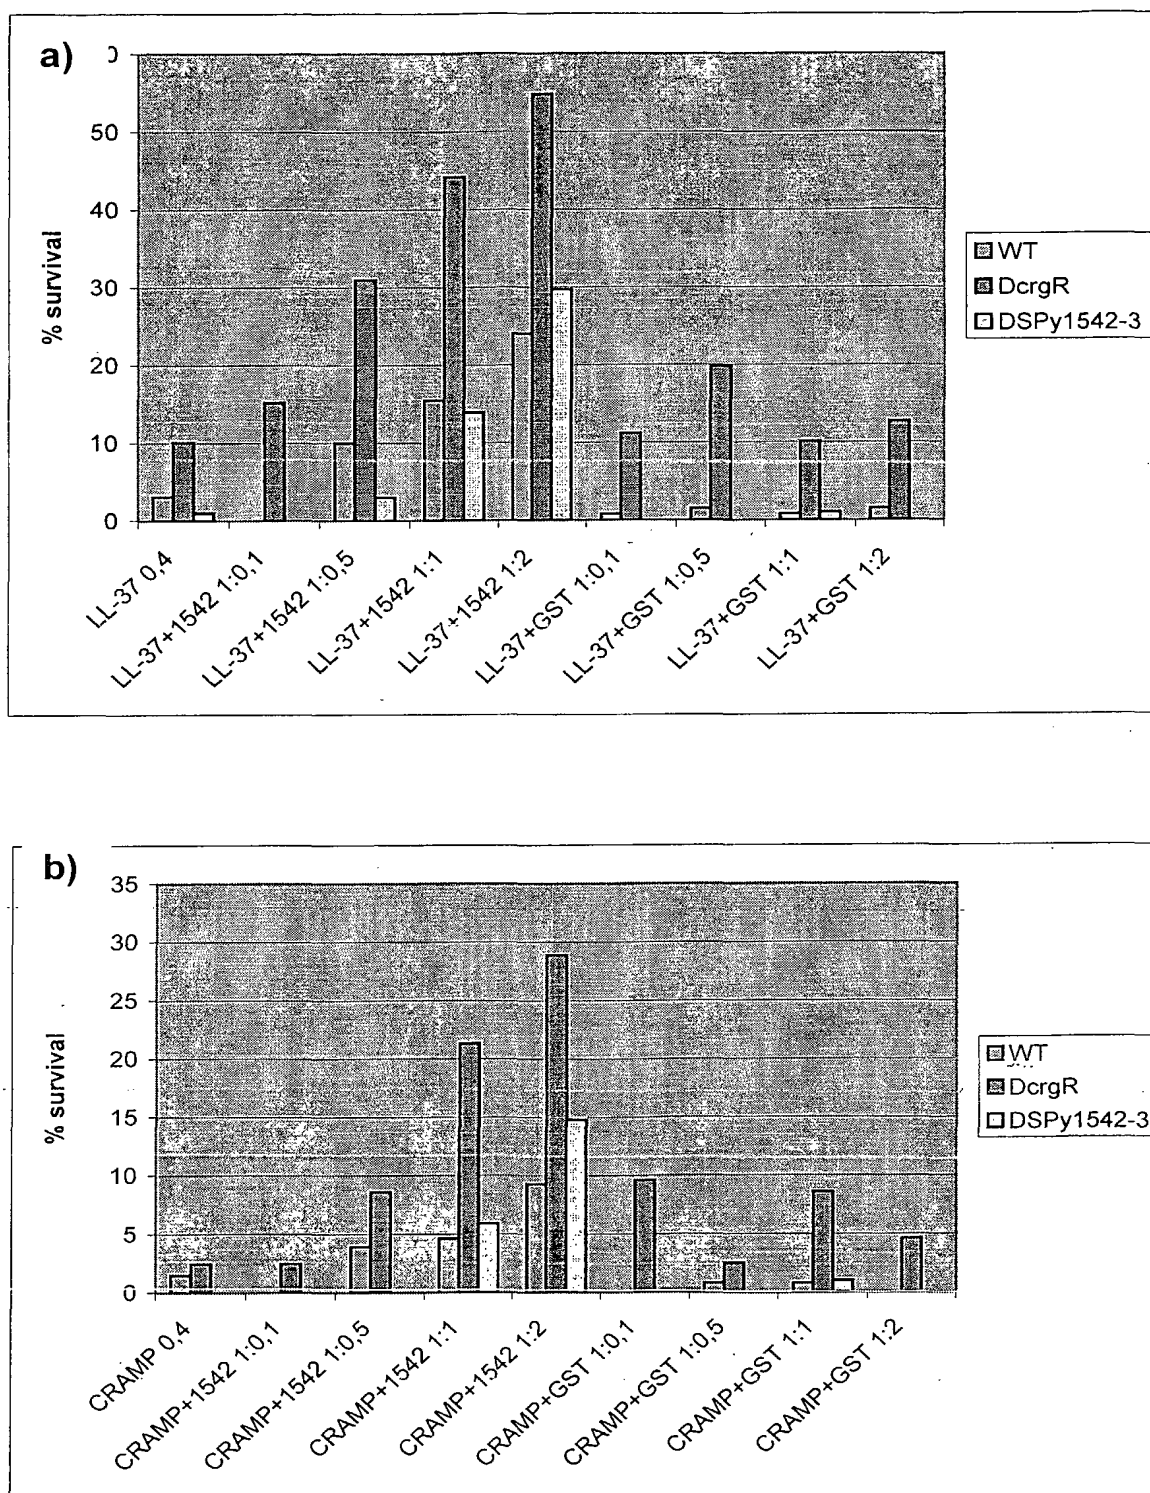 a)
0
50
40
30
20
10
0
% survival
WT
DcrgR
DSPy1542-3
LL-37 0,4
LL-37+1542 1:0,1
LL-37+1542 1:0,5
LL-37+1542 1:1
LL-37+1542 1:2
LL-37+GST 1:0,1
LL-37+GST 1:0,5
LL-37+GST 1:1
LL-37+GST 1:2
b)
35
30
25
20
15
10
5
0
% survival
WT
DcrgR
DSPy1542-3
CRAMP 0,4
CRAMP+1542 1:0,1
CRAMP+1542 1:0,5
CRAMP+1542 1:1
CRAMP+1542 1:2
CRAMP+GST 1:0,1
CRAMP+GST 1:0,5
CRAMP+GST 1:1
CRAMP+GST 1:2